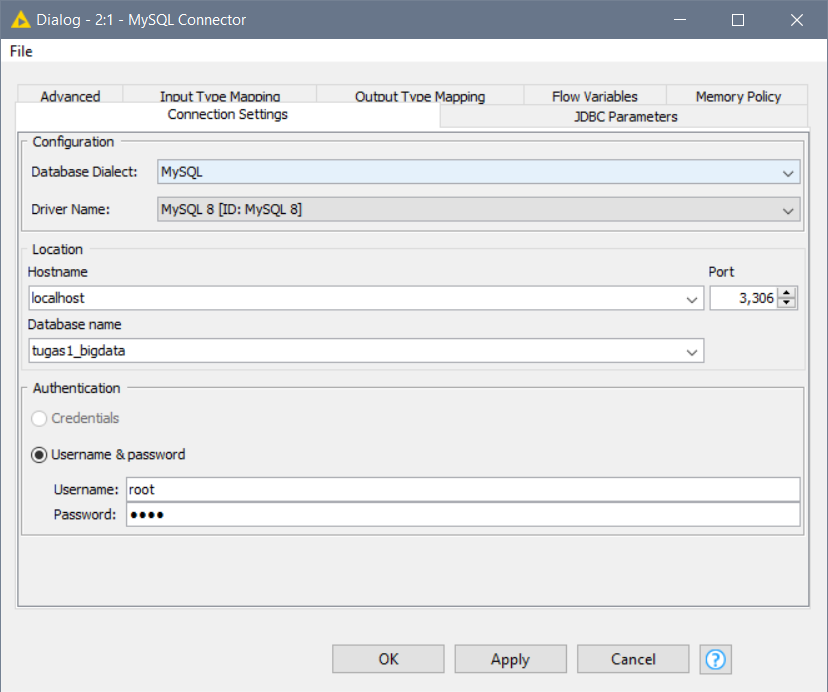 Dialog - 2:1 - MySQL Connector
File
Advanced Input Type Mapping Output Type Mapping Flow Variables Memory Policy
Connection Settings JDBC Parameters
Configuration
Database Dialect: MySQL
Driver Name: MySQL 8 [ID: MySQL 8]
Location
Hostname Port
localhost 3,306
Database name
tugas1_bigdata
Authentication
Credentials
Username & password
Username: root
Password: ●●●●
OK Apply Cancel ?